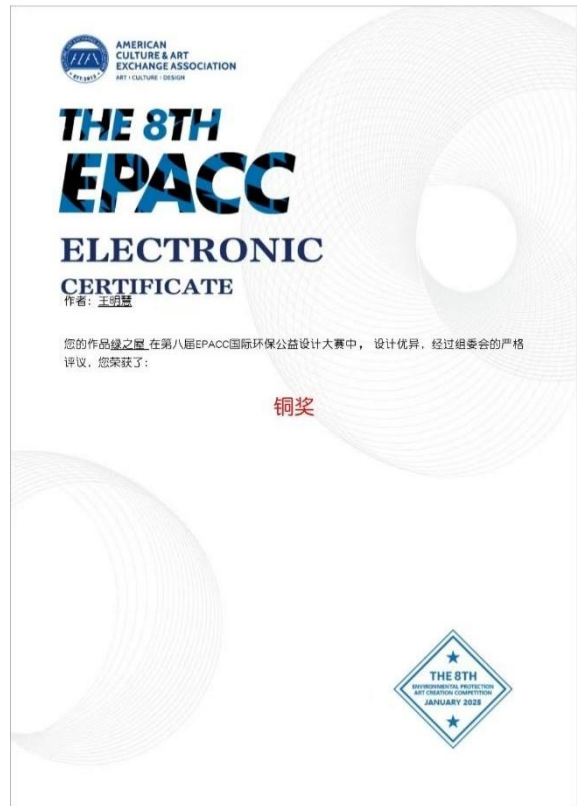 AMERICAN
CULTURE & ART
EXCHANGE ASSOCIATION
ART | CULTURE | DESIGN
THE 8TH
EPACC
ELECTRONIC
CERTIFICATE
作者：王明慧
您的作品绿之屋 在第八届EPACC国际环保公益设计大赛中， 设计优异，经过组委会的严格
评议，您荣获了：
铜奖
THE 8TH
ENVIRONMENTAL PROTECTION
ART CREATION COMPETITION
JANUARY 2025